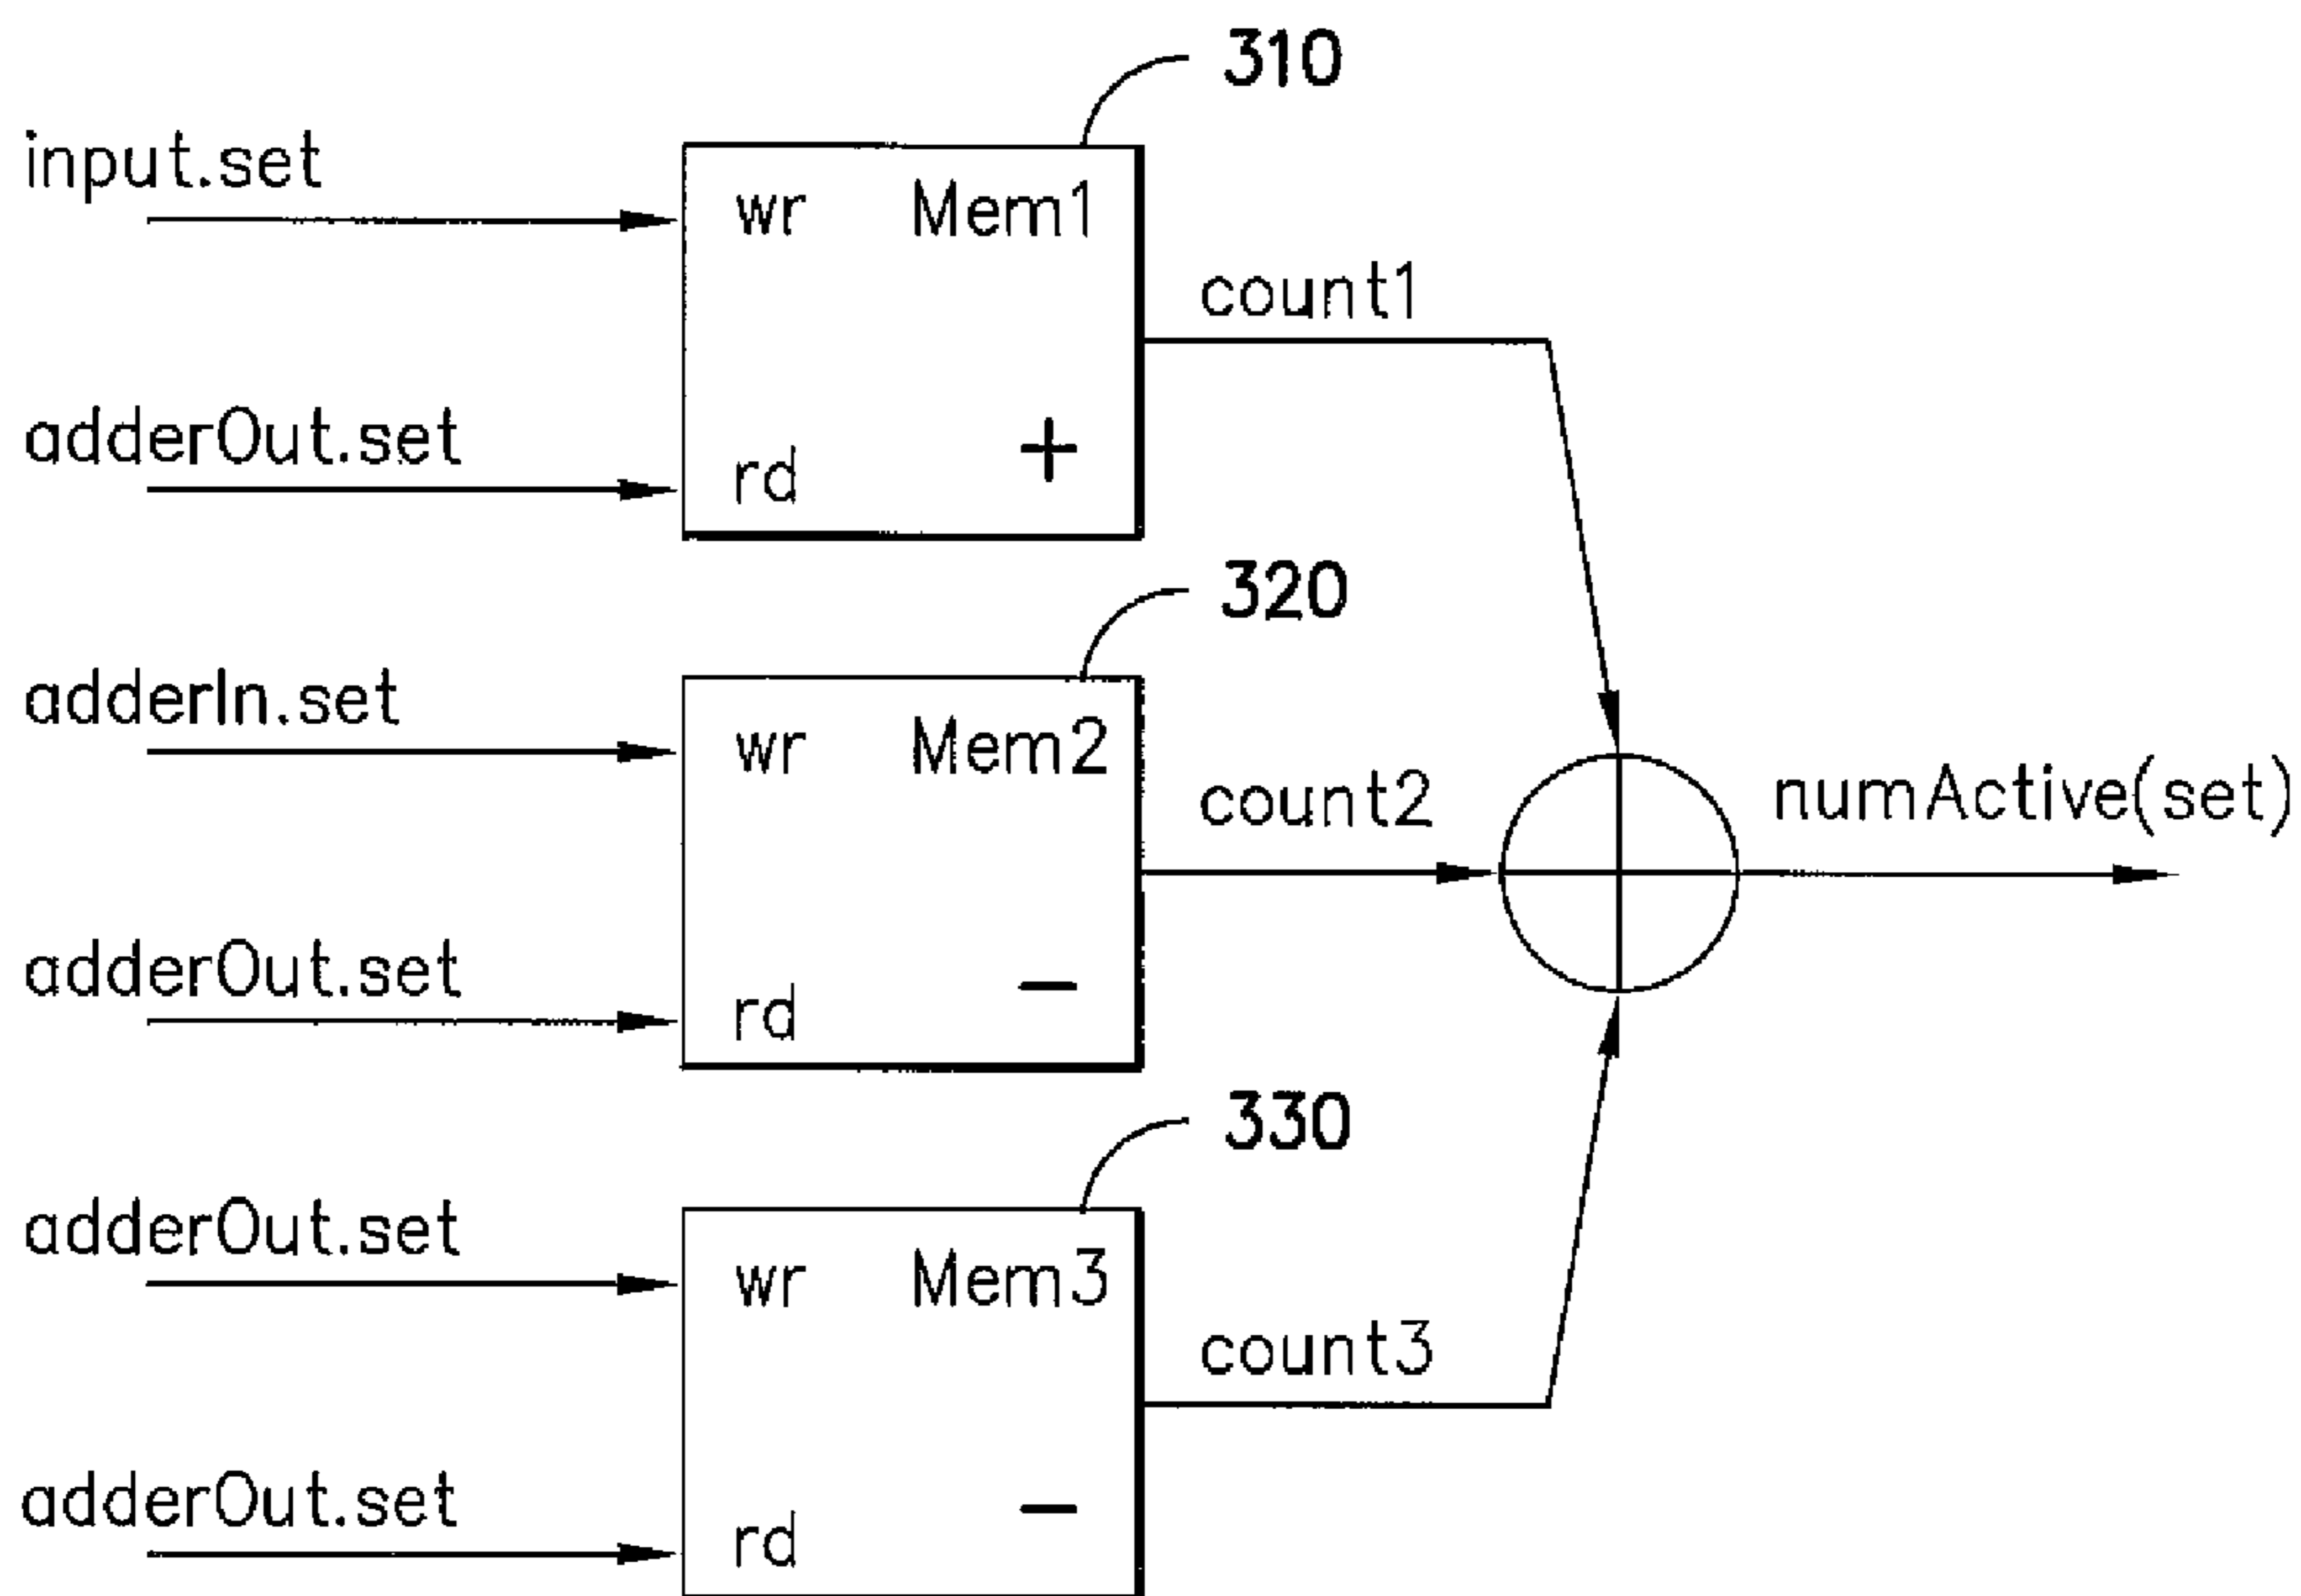 310
input.set
wr Mem1
count1
adderOut.set
rd +
320
adderIn.set
wr Mem2
count2
numActive(set)
adderOut.set
rd −
330
adderOut.set
wr Mem3
count3
adderOut.set
rd −